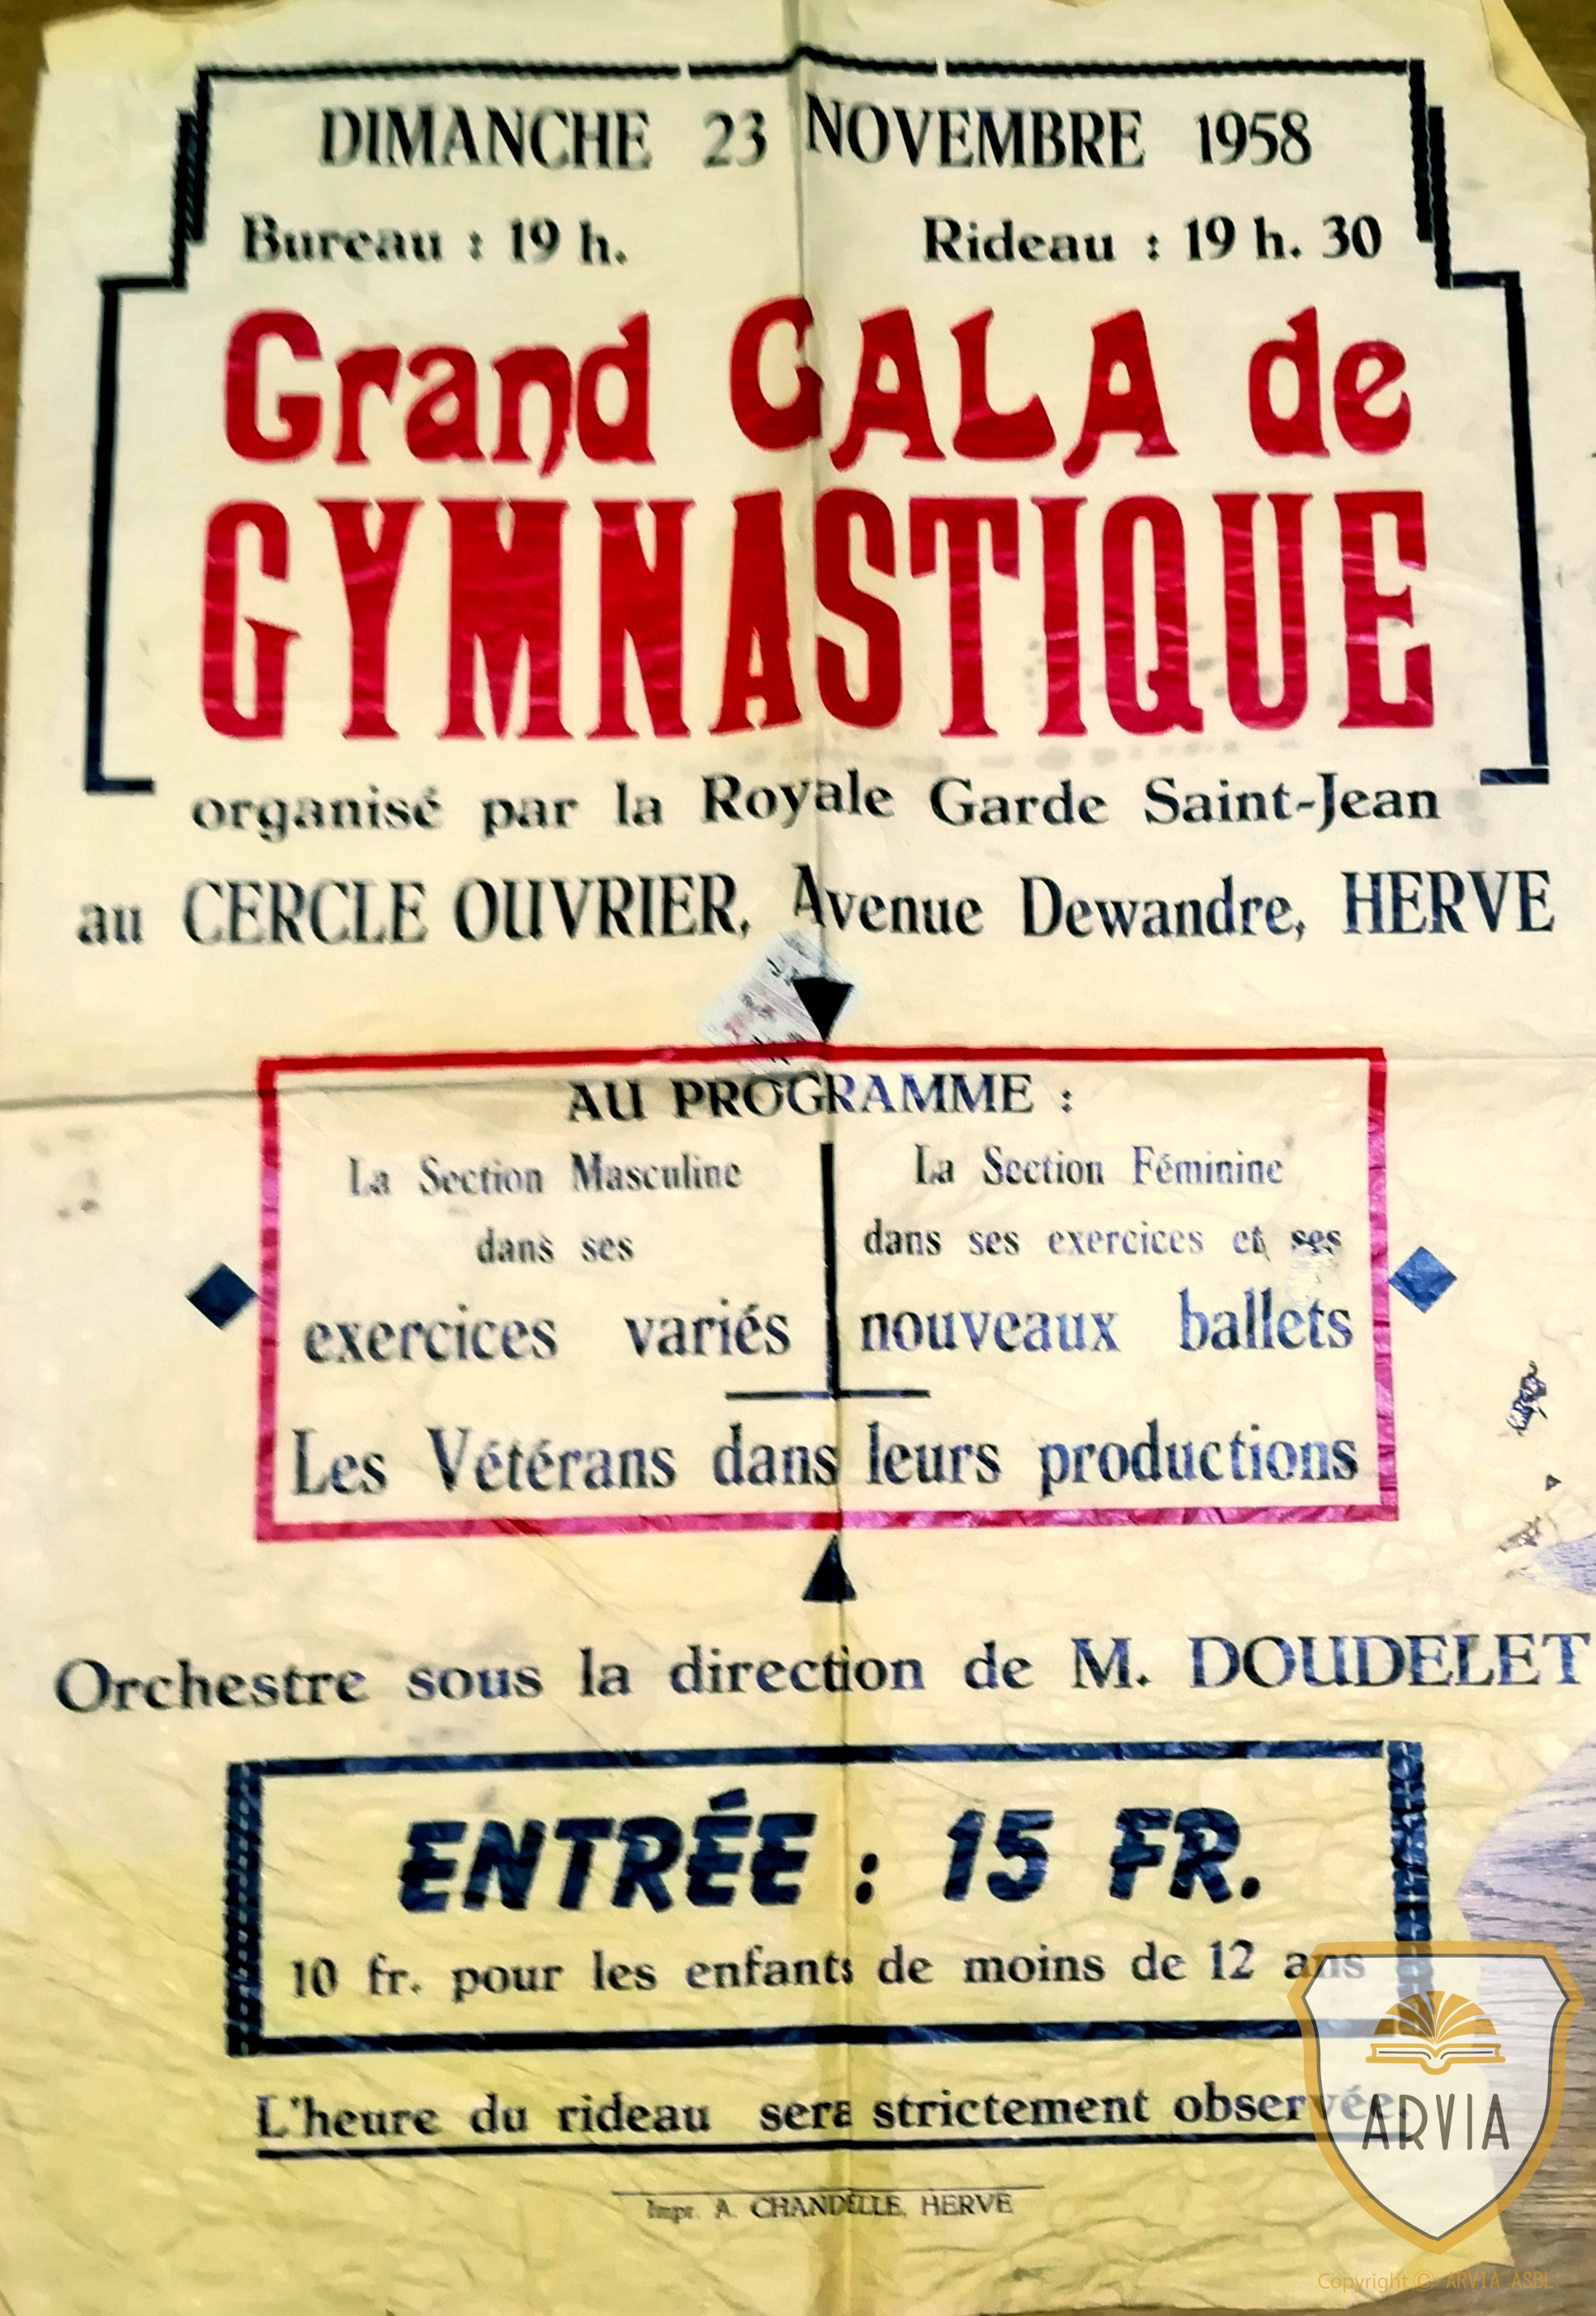 DIMANCHE 23 NOVEMBRE 1958
Bureau : 19 h. Rideau : 19 h. 30
Grand GALA de
GYMNASTIQUE
organisé par la Royale Garde Saint-Jean
au CERCLE OUVRIER, Avenue Dewandre, HERVE
AU PROGRAMME :
La Section Masculine
dans ses
exercices variés
La Section Féminine
dans ses exercices et ses
nouveaux ballets
Les Vétérans dans leurs productions
Orchestre sous la direction de M. DOUDELET
ENTRÉE : 15 FR.
10 fr. pour les enfants de moins de 12 ans
L'heure du rideau sera strictement observée.
Impr. A. CHANDELLE, HERVE
ARVIA
Copyright © ARVIA ASBL